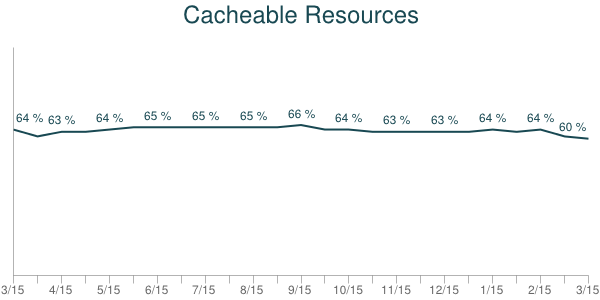 Cacheable Resources
64 % 63 % 64 % 65 % 65 % 65 % 66 % 64 % 63 % 63 % 64 % 64 % 60 %
3/15 4/15 5/15 6/15 7/15 8/15 9/15 10/15 11/15 12/15 1/15 2/15 3/15